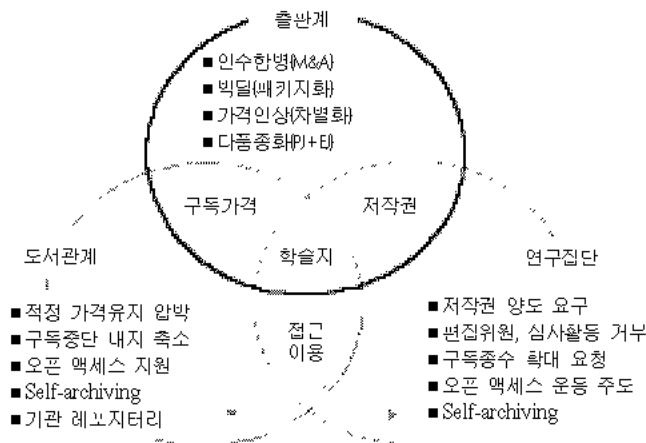 출판계
■ 인수합병(M&A)
■ 빅딜(패키지화)
■ 가격인상(차별화)
■ 다품종화(PJ+EJ)
구독가격
저작권
도서관계
학술지
연구집단
■ 적정 가격유지 압박
■ 구독중단 내지 축소
■ 오픈 액세스 지원
■ Self-archiving
■ 기관 레포지터리
접근
이용
■ 저작권 양도 요구
■ 편집위원, 심사활동 거부
■ 구독종수 확대 요청
■ 오픈 액세스 운동 주도
■ Self-archiving